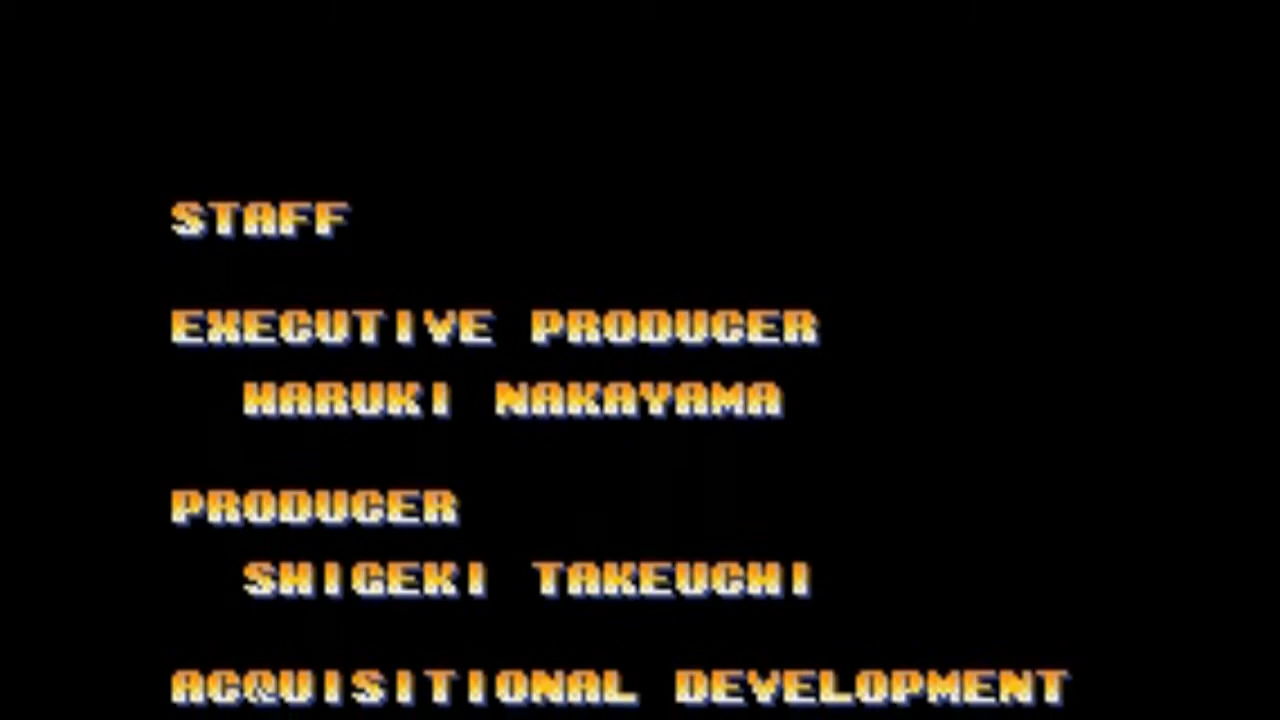 STAFF
EXECUTIVE PRODUCER
HARUKI NAKAYAMA
PRODUCER
SHIGEKI TAKEUCHI
ACQUISITIONAL DEVELOPMENT